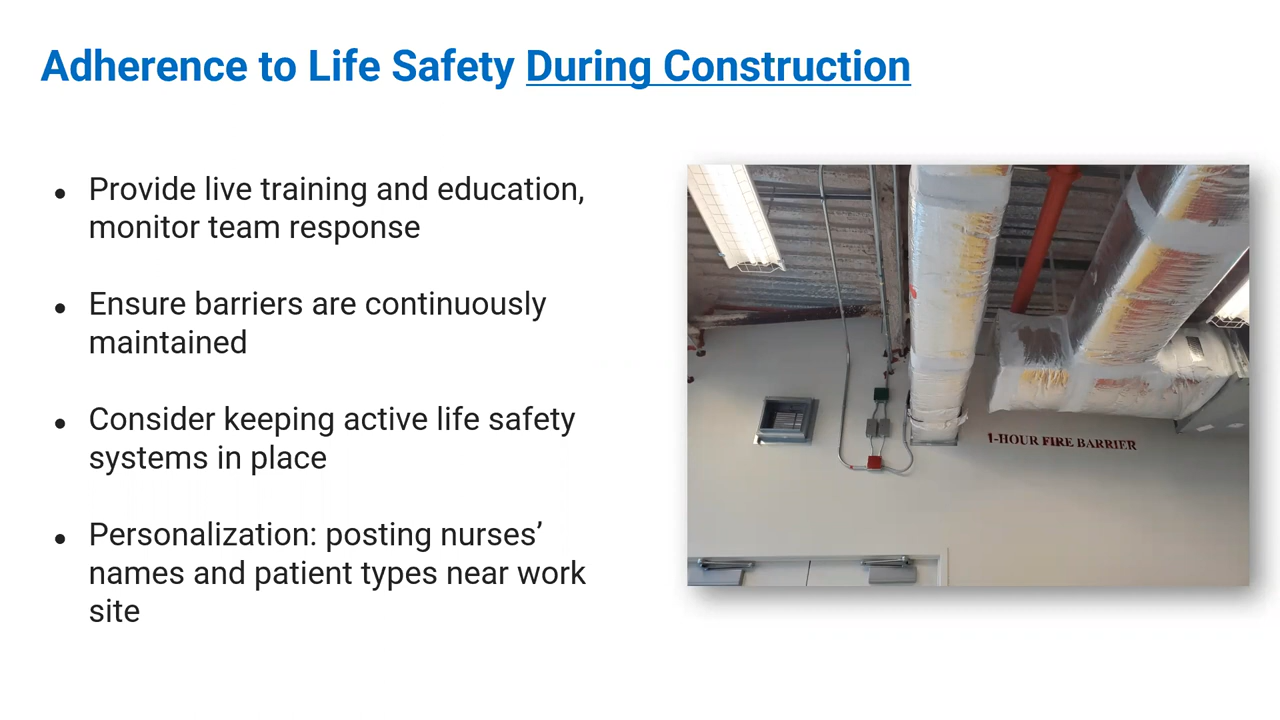 Adherence to Life Safety During Construction
● Provide live training and education,
monitor team response
● Ensure barriers are continuously
maintained
● Consider keeping active life safety
systems in place
● Personalization: posting nurses’
names and patient types near work
site
1-HOUR FIRE BARRIER